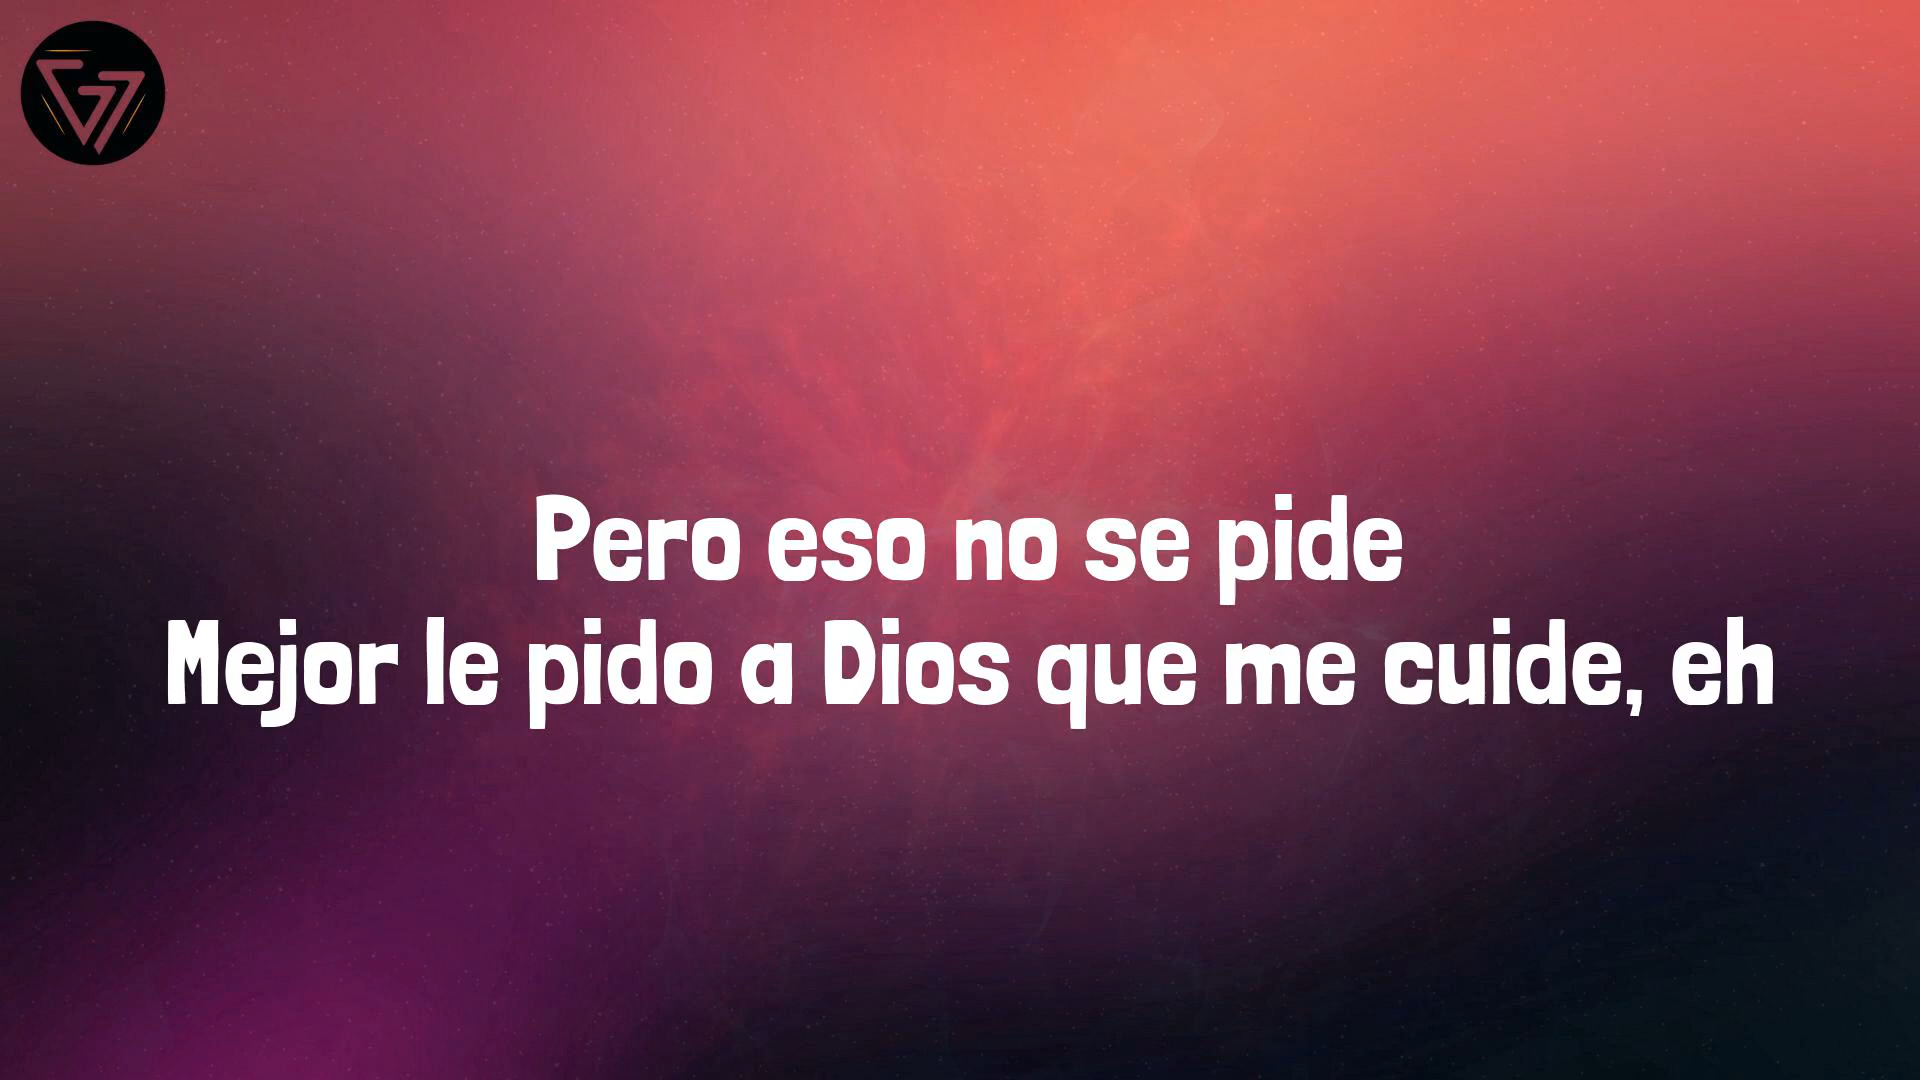 Pero eso no se pide
Mejor le pido a Dios que me cuide, eh